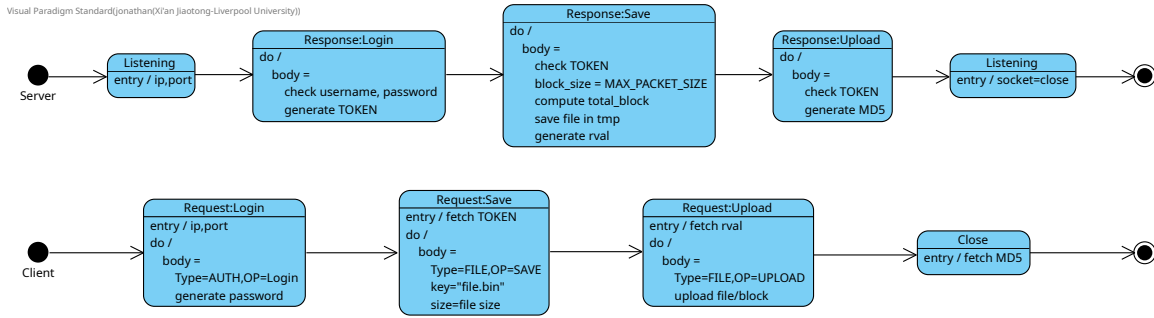 Visual Paradigm Standard(jonathan(Xi'an Jiaotong-Liverpool University))
Server
Listening
entry / ip,port
Response:Login
do /
body =
check username, password
generate TOKEN
Response:Save
do /
body =
check TOKEN
block_size = MAX_PACKET_SIZE
compute total_block
save file in tmp
generate rval
Response:Upload
do /
body =
check TOKEN
generate MD5
Listening
entry / socket=close
Client
Request:Login
entry / ip,port
do /
body =
Type=AUTH,OP=Login
generate password
Request:Save
entry / fetch TOKEN
do /
body =
Type=FILE,OP=SAVE
key="file.bin"
size=file size
Request:Upload
entry / fetch rval
do /
body =
Type=FILE,OP=UPLOAD
upload file/block
Close
entry / fetch MD5